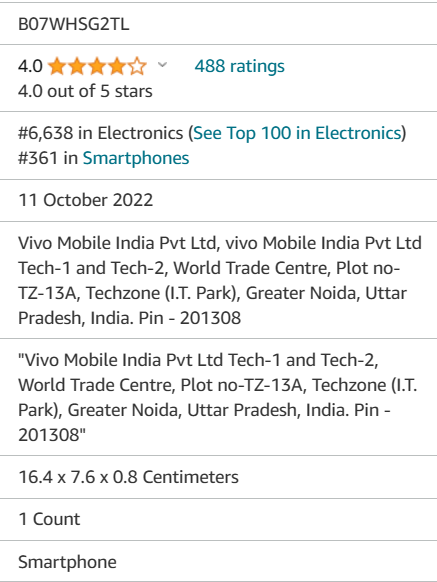 B07WHSG2TL
4.0 488 ratings
4.0 out of 5 stars
#6,638 in Electronics (See Top 100 in Electronics)
#361 in Smartphones
11 October 2022
Vivo Mobile India Pvt Ltd, vivo Mobile India Pvt Ltd
Tech-1 and Tech-2, World Trade Centre, Plot no-
TZ-13A, Techzone (I.T. Park), Greater Noida, Uttar
Pradesh, India. Pin - 201308
"Vivo Mobile India Pvt Ltd Tech-1 and Tech-2,
World Trade Centre, Plot no-TZ-13A, Techzone (I.T.
Park), Greater Noida, Uttar Pradesh, India. Pin -
201308"
16.4 x 7.6 x 0.8 Centimeters
1 Count
Smartphone